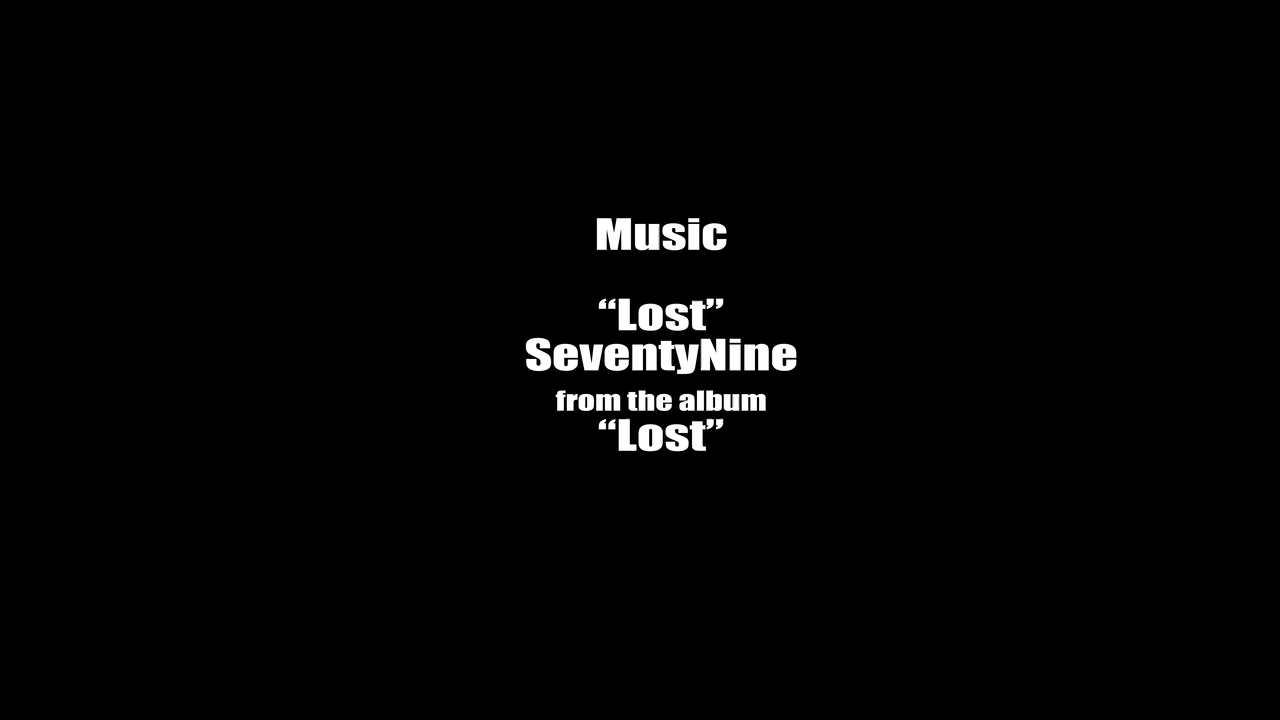 Music
“Lost”
SeventyNine
from the album
“Lost”